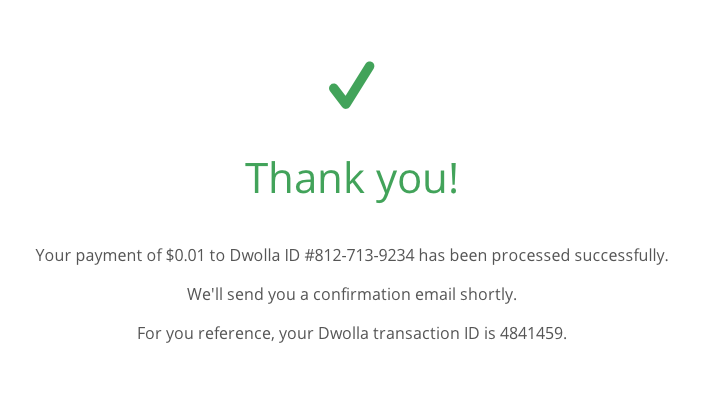 Thank you!
Your payment of $0.01 to Dwolla ID #812-713-9234 has been processed successfully.
We'll send you a confirmation email shortly.
For you reference, your Dwolla transaction ID is 4841459.